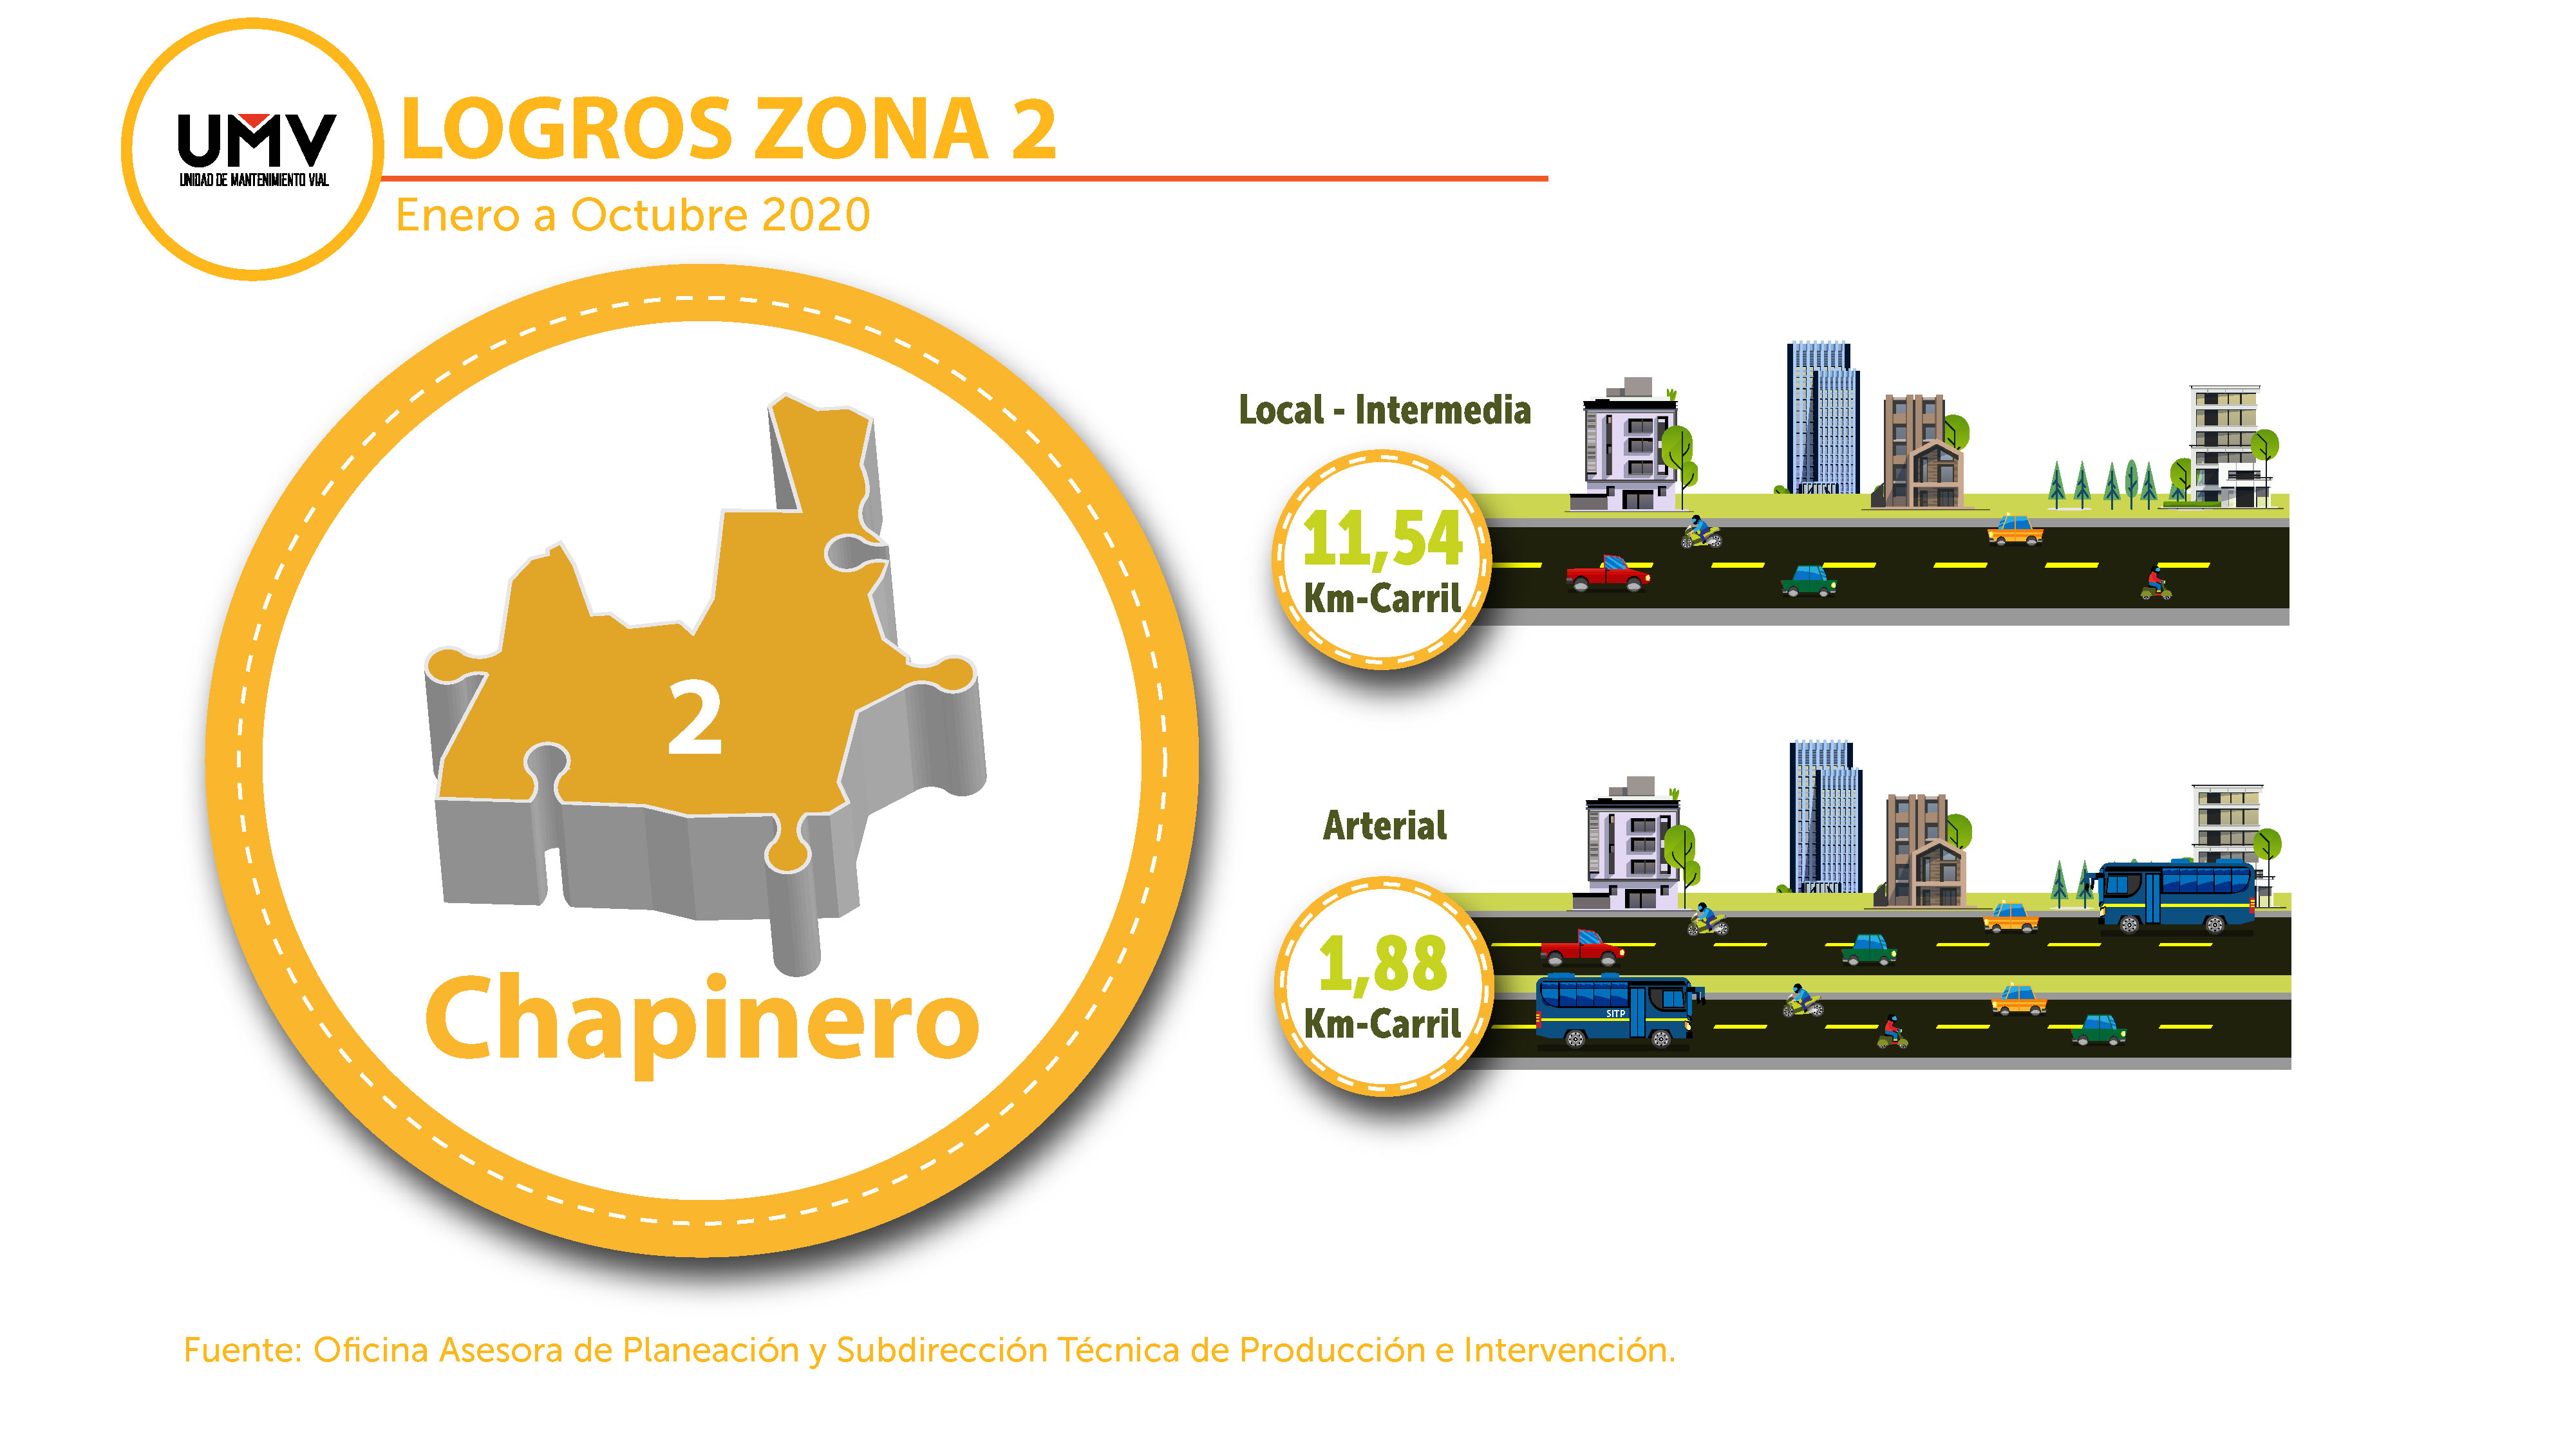 UMV
UNIDAD DE MANTENIMIENTO VIAL
LOGROS ZONA 2
Enero a Octubre 2020
2
Chapinero
Local - Intermedia
11,54
Km-Carril
Arterial
1,88
Km-Carril
SITP
Fuente: Oficina Asesora de Planeación y Subdirección Técnica de Producción e Intervención.